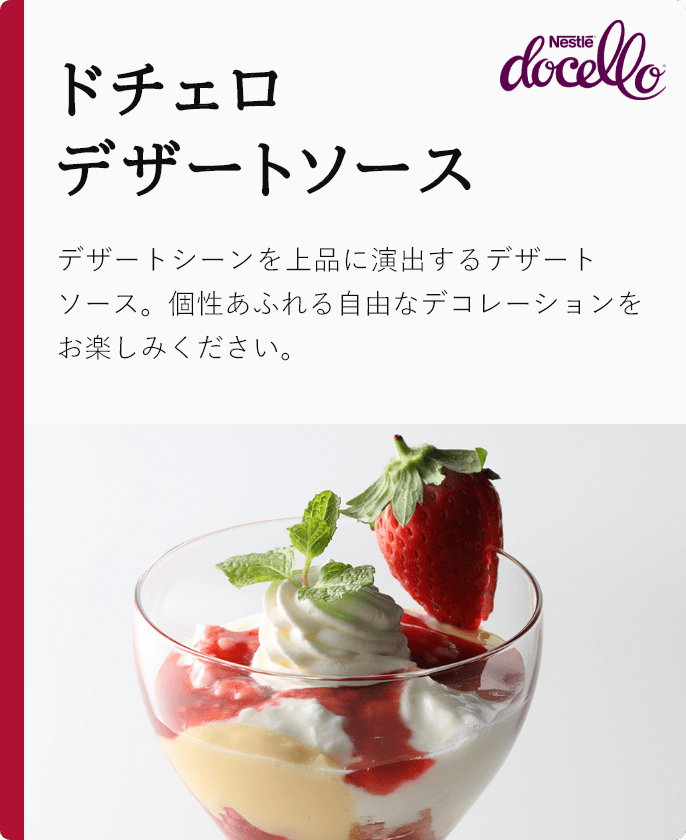 Nestlé
docello
ドチェロ
デザートソース
デザートシーンを上品に演出するデザート
ソース。個性あふれる自由なデコレーションを
お楽しみください。